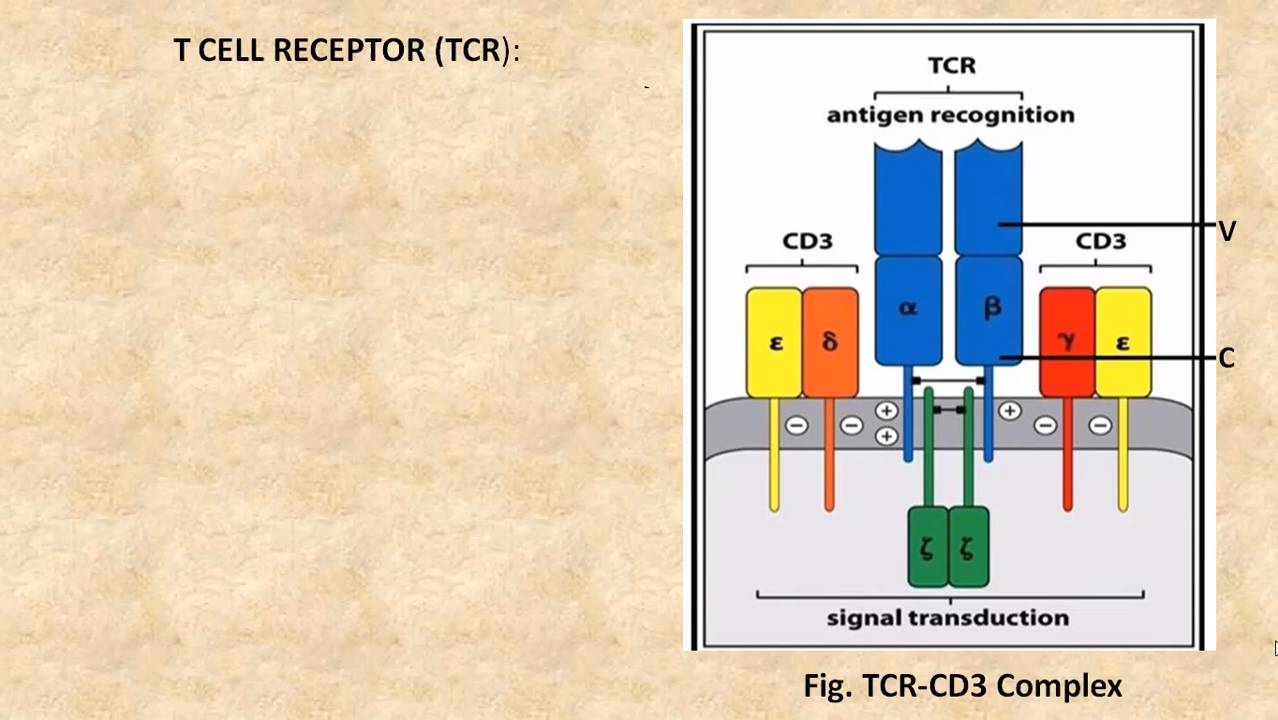 T CELL RECEPTOR (TCR):
TCR
antigen recognition
V
CD3
CD3
α
β
ε
δ
γ
ε
C
+
+
−
−
−
−
+
ζ
ζ
signal transduction
Fig. TCR-CD3 Complex